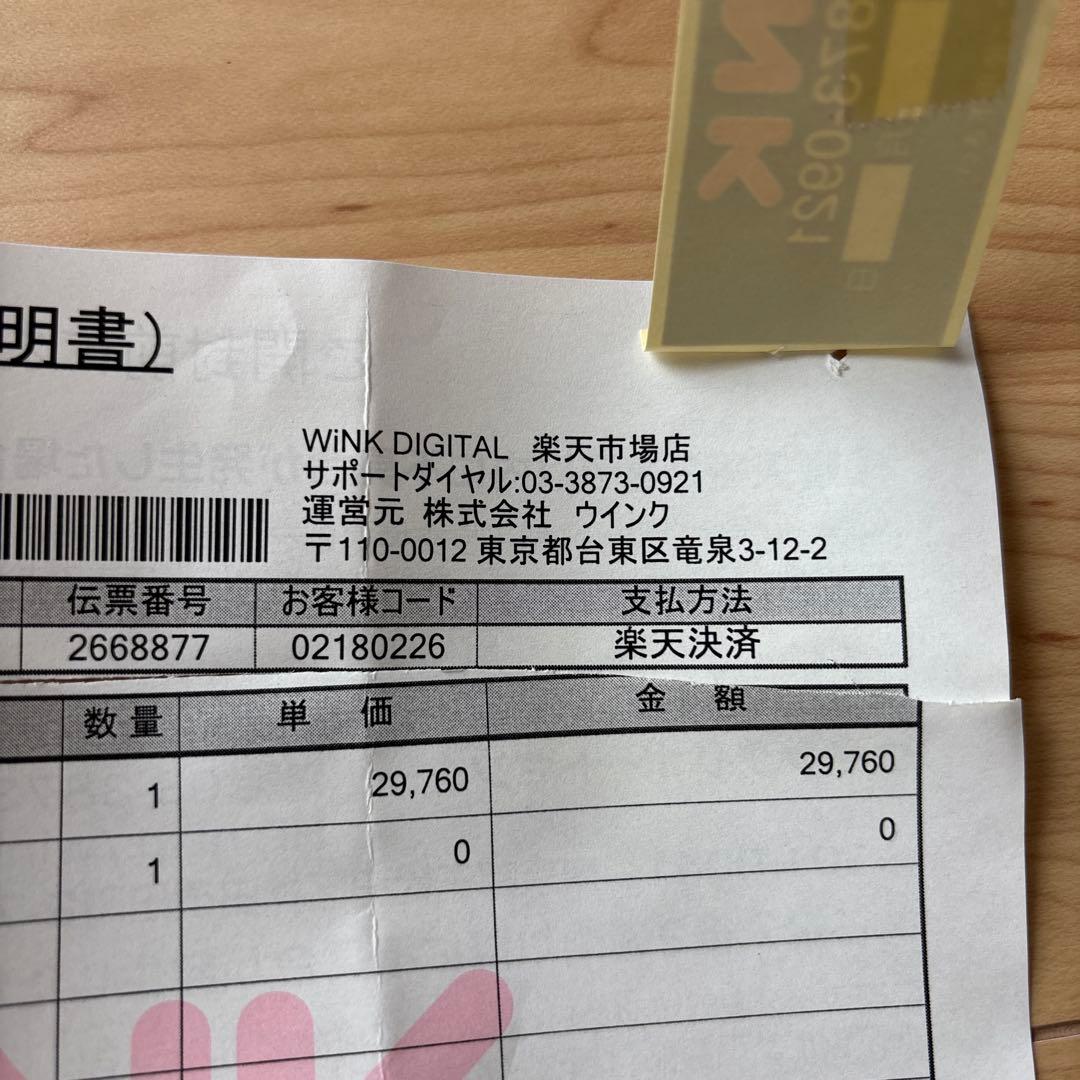 NK
873-0921
明書)
WiNK DIGITAL 楽天市場店
サポートダイヤル:03-3873-0921
運営元 株式会社 ウインク
〒110-0012 東京都台東区竜泉3-12-2
伝票番号 お客様コード 支払方法
2668877 02180226 楽天決済
数量 単価 金額
1 29,760 29,760
1 0 0